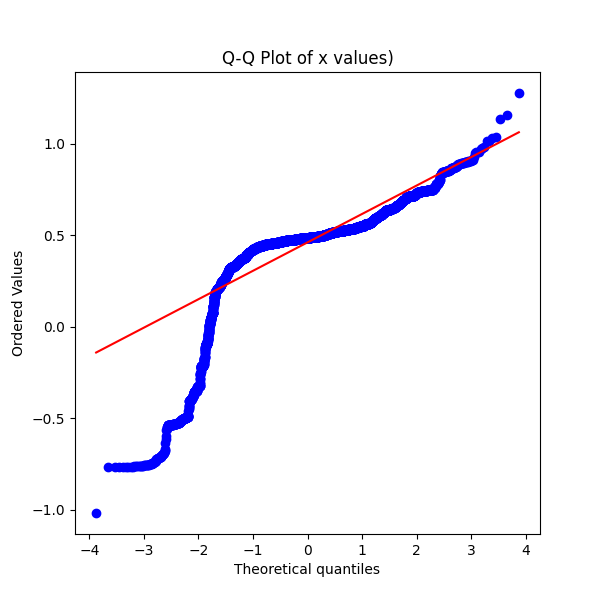 Q-Q Plot of x values)
Ordered Values
1.0
0.5
0.0
−0.5
−1.0
−4 −3 −2 −1 0 1 2 3 4
Theoretical quantiles